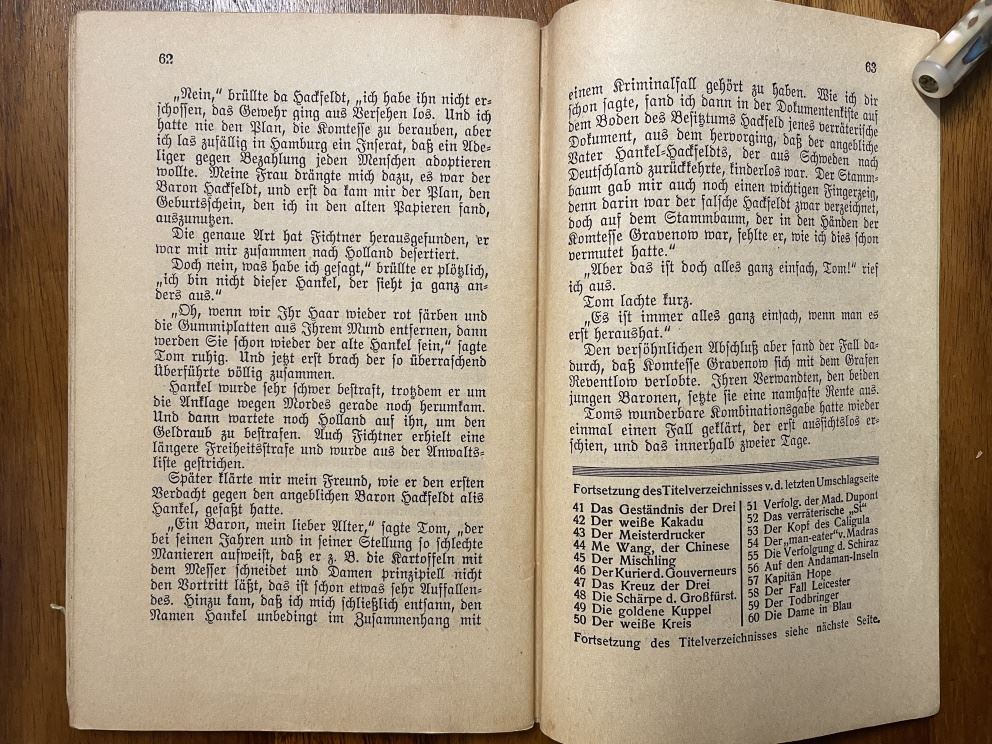 62
„Nein,“ brüllte da Hackfeldt, „ich habe ihn nicht er-
schossen, das Gewehr ging aus Versehen los. Und ich
hatte nie den Plan, die Komtesse zu berauben, aber
ich las zufällig in Hamburg ein Inserat, daß ein Ade-
liger gegen Bezahlung jeden Menschen adoptieren
wollte. Meine Frau drängte mich dazu, es war der
Baron Hackfeldt, und erst da kam mir der Plan, den
Geburtsschein, den ich in den alten Papieren fand,
auszunutzen.
Die genaue Art hat Fichtner herausgefunden, er
war mit mir zusammen nach Holland desertiert.
Doch nein, was habe ich gesagt,“ brüllte er plötzlich,
„ich bin nicht dieser Hankel, der sieht ja ganz an-
ders aus.“
„Oh, wenn wir Ihr Haar wieder rot färben und
die Gummiplatten aus Ihrem Mund entfernen, dann
werden Sie schon wieder der alte Hankel sein,“ sagte
Tom ruhig. Und jetzt erst brach der so überraschend
Überführte völlig zusammen.
Hankel wurde sehr schwer bestraft, trotzdem er um
die Anklage wegen Mordes gerade noch herumkam.
Und dann wartete noch Holland auf ihn, um den
Geldraub zu bestrafen. Auch Fichtner erhielt eine
längere Freiheitsstrafe und wurde aus der Anwalts-
liste gestrichen.
Später klärte mir mein Freund, wie er den ersten
Verdacht gegen den angeblichen Baron Hackfeldt alis
Hankel, gefaßt hatte.
„Ein Baron, mein lieber Alter,“ sagte Tom, „der
bei seinen Jahren und in seiner Stellung so schlechte
Manieren aufweist, daß er z. B. die Kartoffeln mit
dem Messer schneidet und Damen prinzipiell nicht
den Vortritt läßt, das ist schon etwas sehr Auffallen-
des. Hinzu kam, daß ich mich schließlich entsann, den
Namen Hankel unbedingt im Zusammenhang mit
63
einem Kriminalfall gehört zu haben. Wie ich dir
schon sagte, fand ich dann in der Dokumentenkiste auf
dem Boden des Besitztums Hackfeld jenes verräterische
Dokument, aus dem hervorging, daß der angebliche
Vater Hankel-Hackfeldts, der aus Schweden nach
Deutschland zurückkehrte, kinderlos war. Der Stamm-
baum gab mir auch noch einen wichtigen Fingerzeig,
denn darin war der falsche Hackfeldt zwar verzeichnet,
doch auf dem Stammbaum, der in den Händen der
Komtesse Gravenow war, fehlte er, wie ich dies schon
vermutet hatte.“
„Aber das ist doch alles ganz einfach, Tom!“ rief
ich aus.
Tom lachte kurz.
„Es ist immer alles ganz einfach, wenn man es
erst heraushat.“
Den versöhnlichen Abschluß aber fand der Fall da-
durch, daß Komtesse Gravenow sich mit dem Grafen
Reventlow verlobte. Ihren Verwandten, den beiden
jungen Baronen, setzte sie eine namhafte Rente aus.
Toms wunderbare Kombinationsgabe hatte wieder
einmal einen Fall geklärt, der erst aussichtslos er-
schien, und das innerhalb zweier Tage.
Fortsetzung des Titelverzeichnisses v. d. letzten Umschlagseite
41 Das Geständnis der Drei
42 Der weiße Kakadu
43 Der Meisterdrucker
44 Me Wang, der Chinese
45 Der Mischling
46 Der Kurier d. Gouverneurs
47 Das Kreuz der Drei
48 Die Schärpe d. Großfürst.
49 Die goldene Kuppel
50 Der weiße Kreis
51 Verfolg. der Mad. Dupont
52 Das verräterische „Si“
53 Der Kopf des Caligula
54 Der „man-eater“ v. Madras
55 Die Verfolgung d. Schiraz
56 Auf den Andaman-Inseln
57 Kapitän Hope
58 Der Fall Leicester
59 Der Todbringer
60 Die Dame in Blau
Fortsetzung des Titelverzeichnisses siehe nächste Seite.